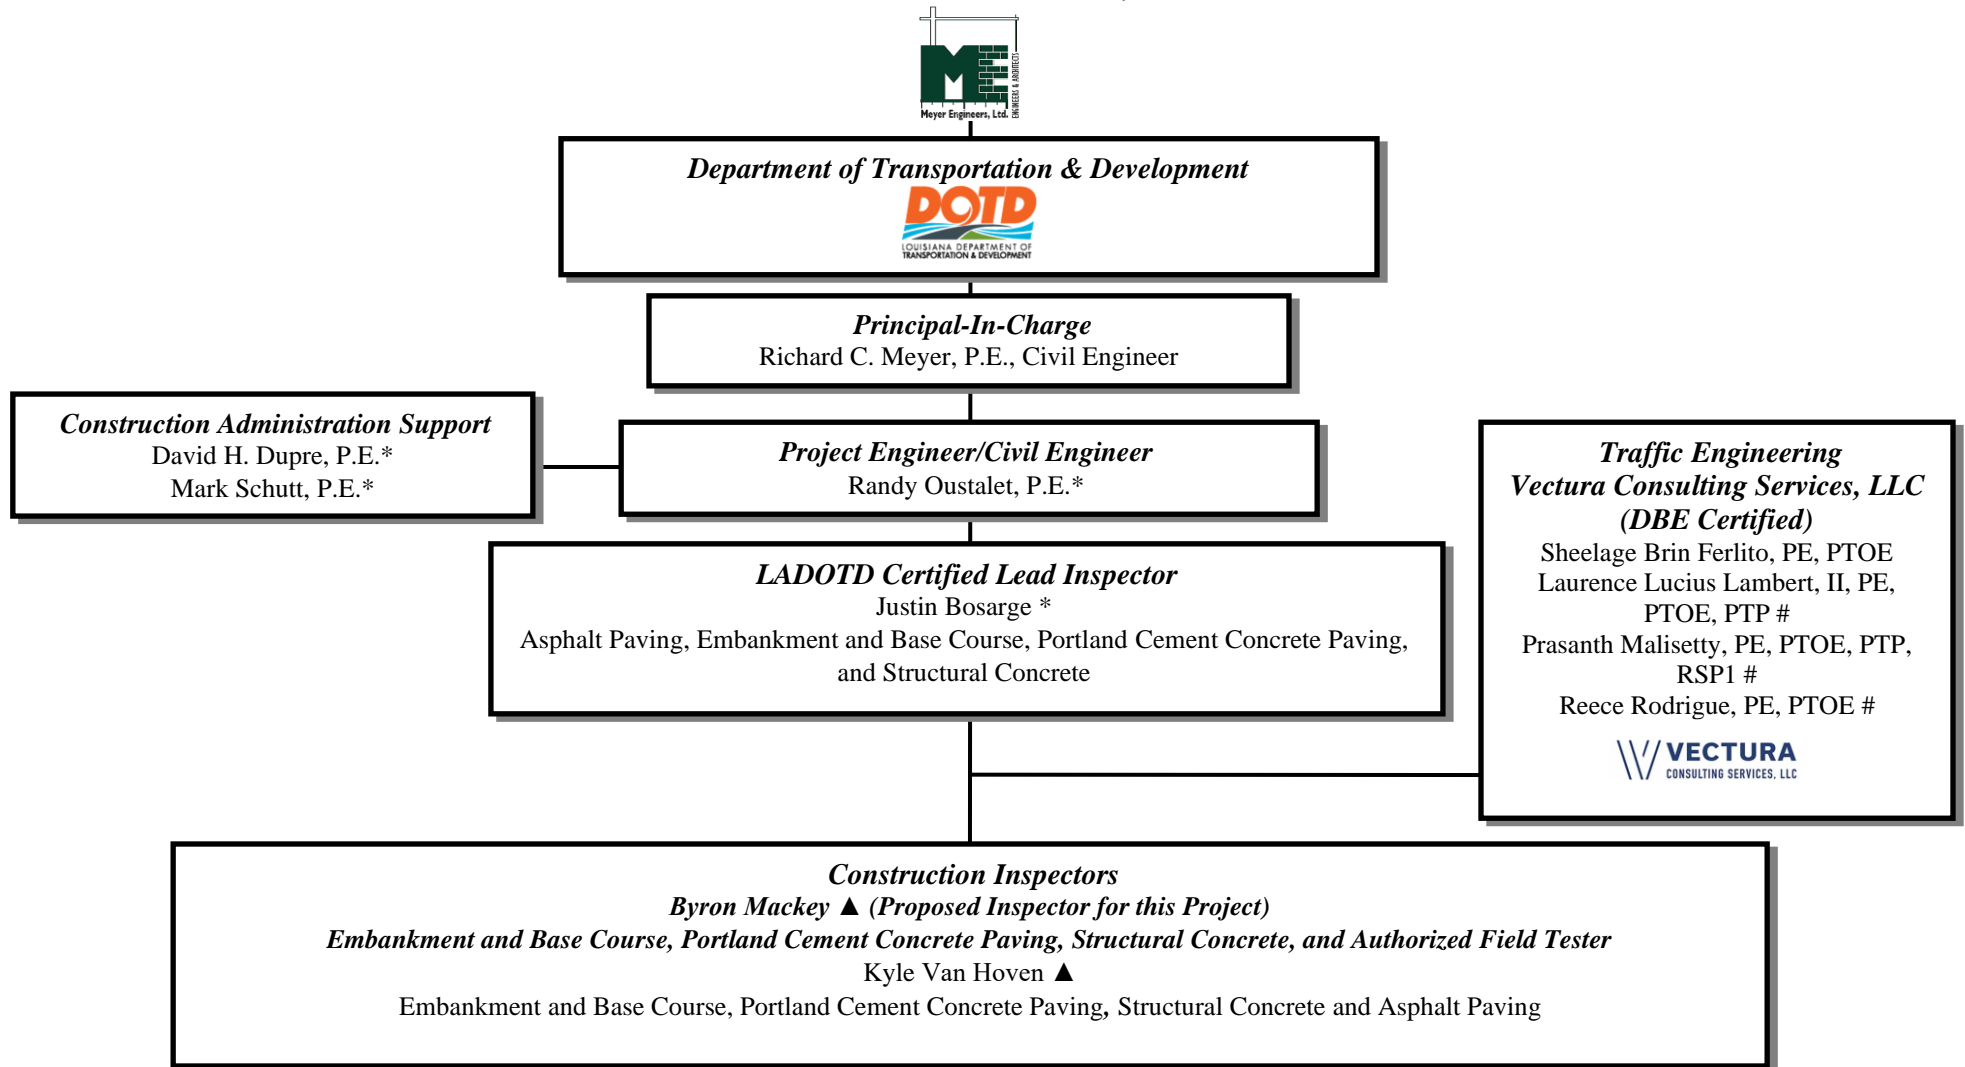 Meyer Engineers, Ltd.
ENGINEERS & ARCHITECTS
Department of Transportation & Development
DOTD
LOUISIANA DEPARTMENT OF
TRANSPORTATION & DEVELOPMENT
Principal-In-Charge
Richard C. Meyer, P.E., Civil Engineer
Construction Administration Support
David H. Dupre, P.E.*
Mark Schutt, P.E.*
Project Engineer/Civil Engineer
Randy Oustalet, P.E.*
Traffic Engineering
Vectura Consulting Services, LLC
(DBE Certified)
Sheelage Brin Ferlito, PE, PTOE
Laurence Lucius Lambert, II, PE,
PTOE, PTP #
Prasanth Malisetty, PE, PTOE, PTP,
RSP1 #
Reece Rodrigue, PE, PTOE #
VECTURA
CONSULTING SERVICES, LLC
LADOTD Certified Lead Inspector
Justin Bosarge *
Asphalt Paving, Embankment and Base Course, Portland Cement Concrete Paving,
and Structural Concrete
Construction Inspectors
Byron Mackey ▲ (Proposed Inspector for this Project)
Embankment and Base Course, Portland Cement Concrete Paving, Structural Concrete, and Authorized Field Tester
Kyle Van Hoven ▲
Embankment and Base Course, Portland Cement Concrete Paving, Structural Concrete and Asphalt Paving